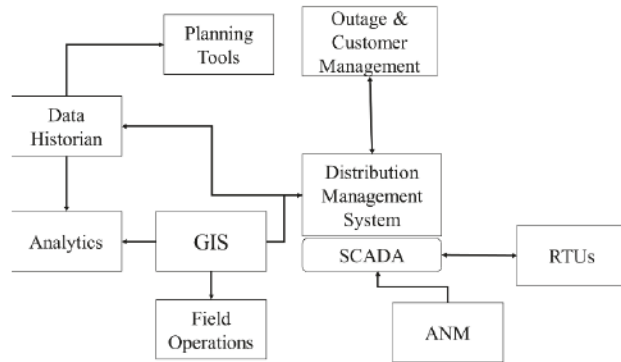 Planning
Tools
Outage &
Customer
Management
Data
Historian
Distribution
Management
System
Analytics
GIS
SCADA
RTUs
Field
Operations
ANM